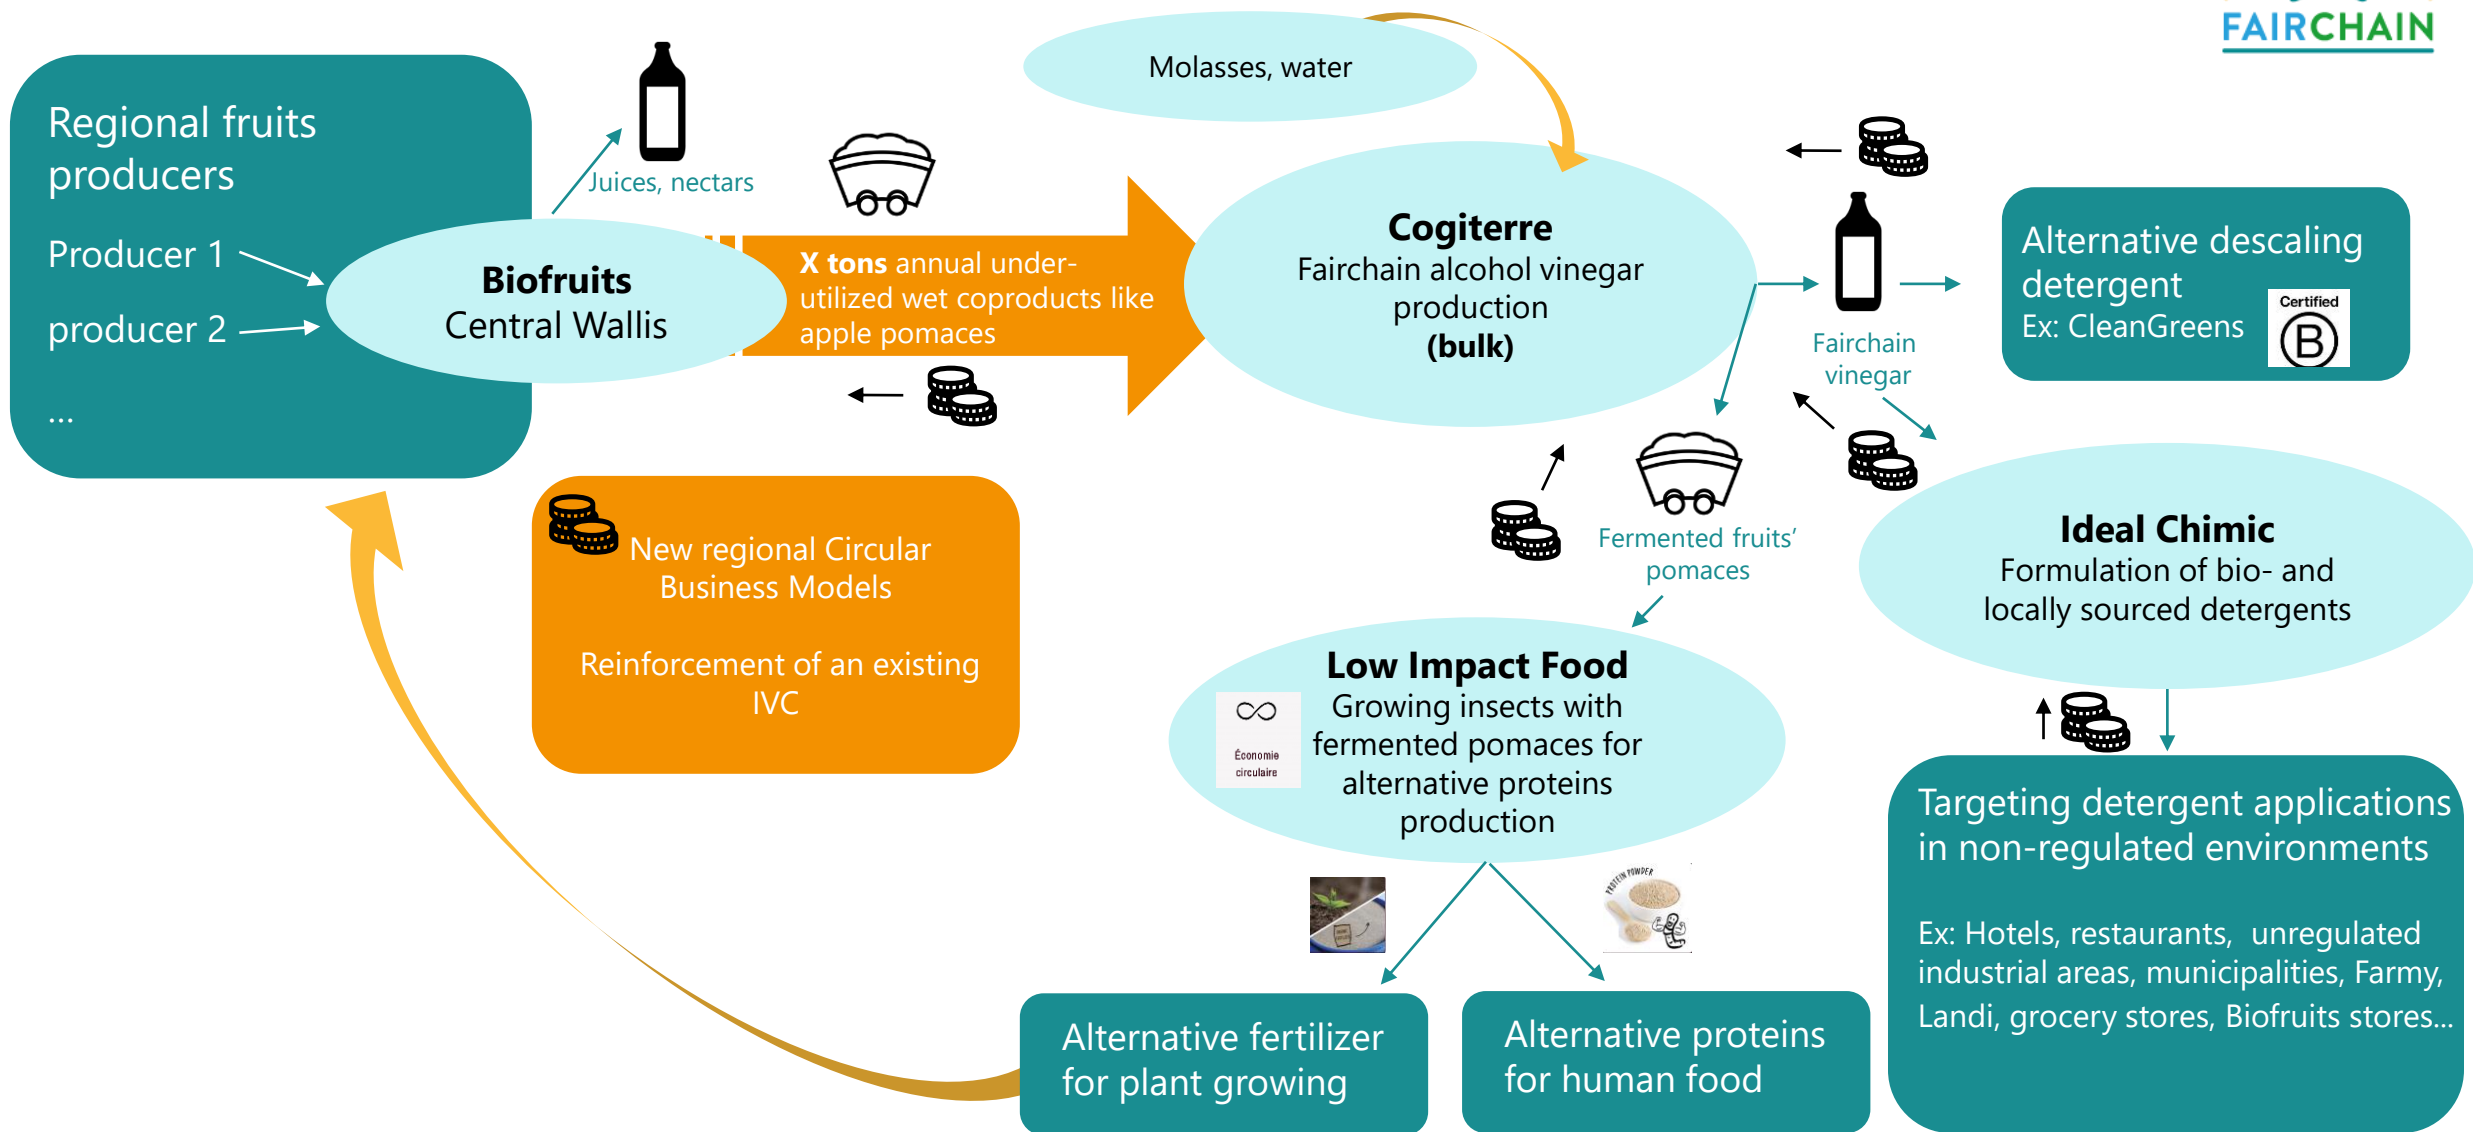 FAIRCHAIN
Molasses, water
Regional fruits
producers
Producer 1
producer 2
...
Juices, nectars
Biofruits
Central Wallis
X tons annual under-
utilized wet coproducts like
apple pomaces
Cogiterre
Fairchain alcohol vinegar
production
(bulk)
Fairchain
vinegar
Alternative descaling
detergent
Ex: CleanGreens
Certified
B
New regional Circular
Business Models
Reinforcement of an existing
IVC
Fermented fruits’
pomaces
Ideal Chimic
Formulation of bio- and
locally sourced detergents
Low Impact Food
Growing insects with
fermented pomaces for
alternative proteins
production
Économie
circulaire
PROTEIN POWDER
Targeting detergent applications
in non-regulated environments
Ex: Hotels, restaurants,  unregulated
industrial areas, municipalities, Farmy,
Landi, grocery stores, Biofruits stores...
Alternative fertilizer
for plant growing
Alternative proteins
for human food